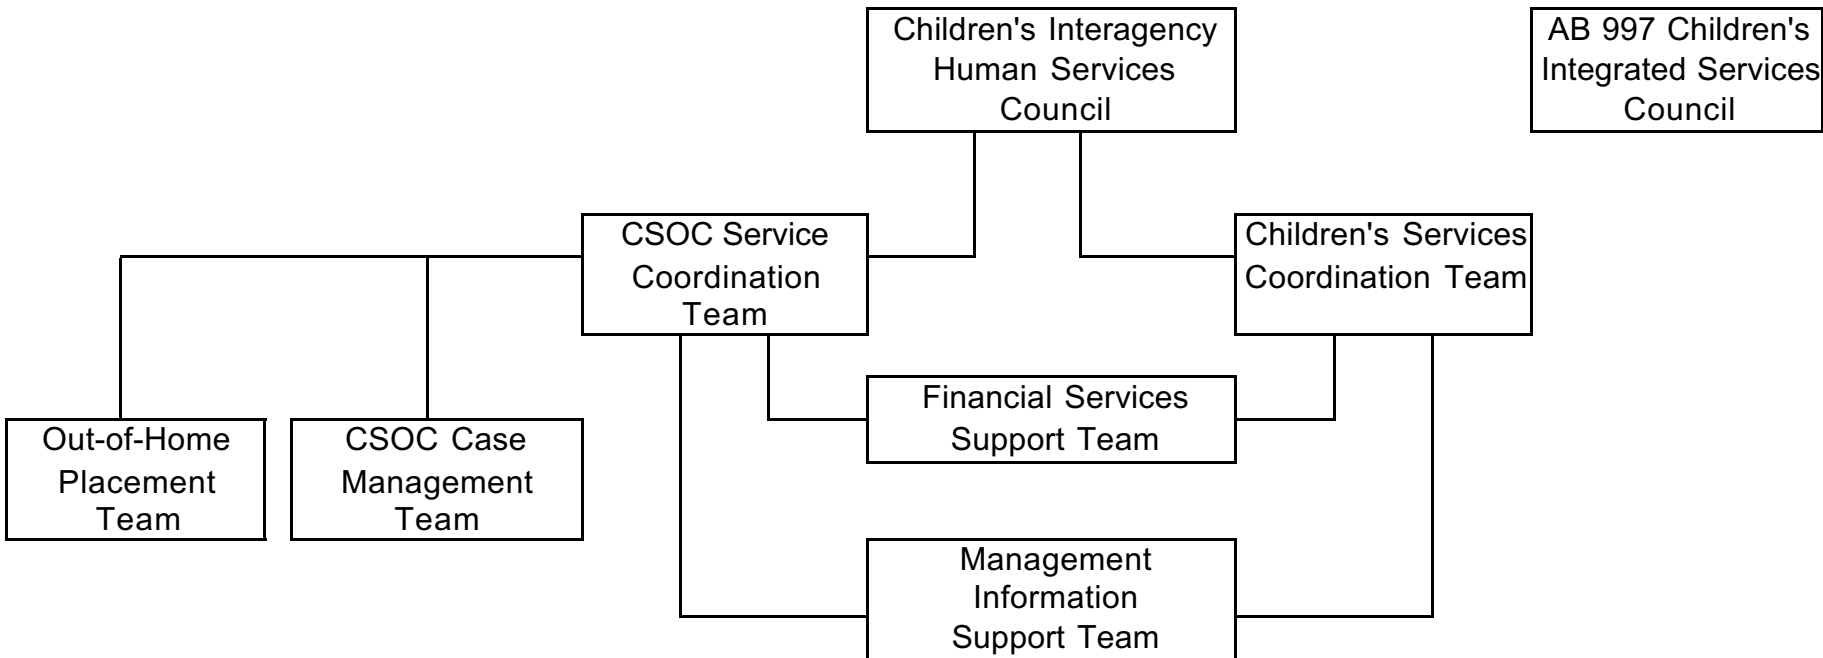 Children's Interagency
Human Services
Council
AB 997 Children's
Integrated Services
Council
CSOC Service
Coordination
Team
Children's Services
Coordination Team
Financial Services
Support Team
Out-of-Home
Placement
Team
CSOC Case
Management
Team
Management
Information
Support Team